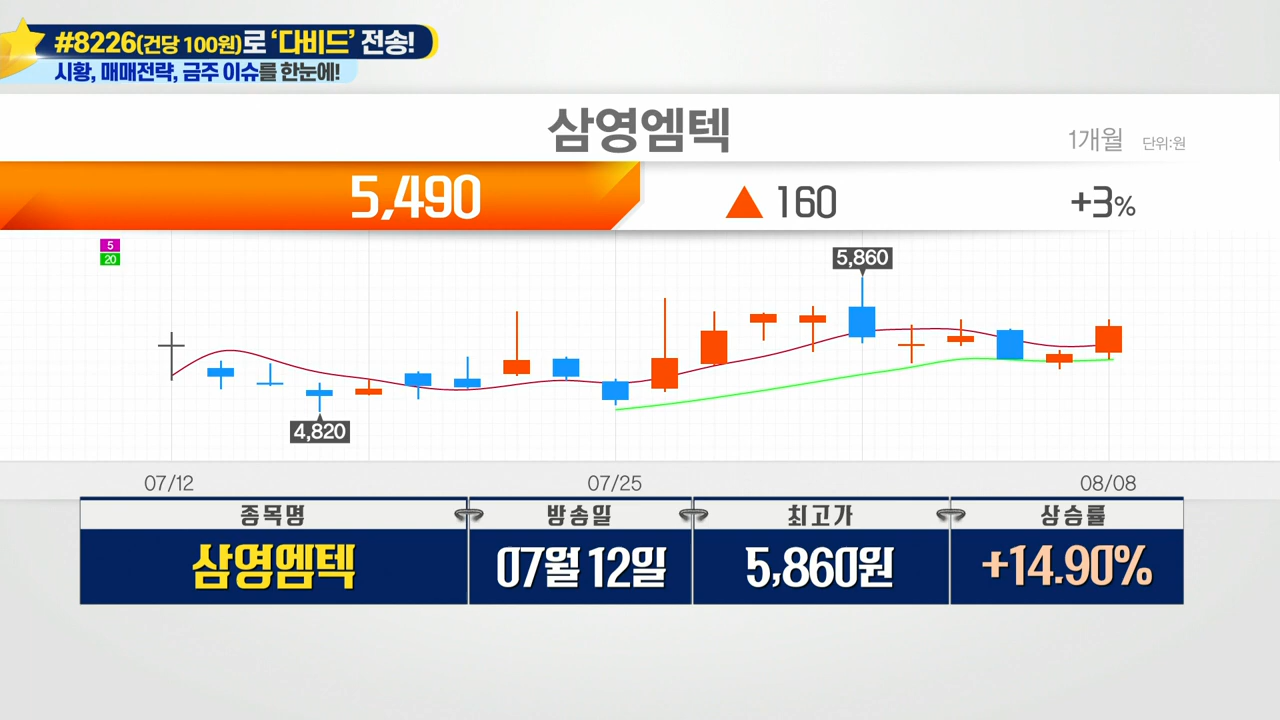 #8226(건당 100원)로 ‘다비드’ 전송!
시황, 매매전략, 금주 이슈를 한눈에!
삼영엠텍
1개월 단위:원
5,490 ▲ 160 +3%
5
20
5,860
4,820
07/12 07/25 08/08
종목명 방송일 최고가 상승률
삼영엠텍 07월 12일 5,860원 +14.90%